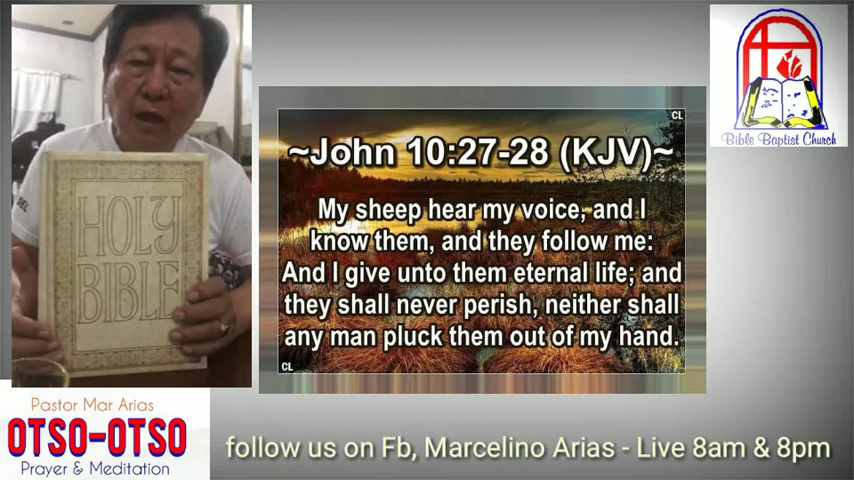 HOLY
BIBLE
CL
~John 10:27-28 (KJV)~
My sheep hear my voice, and I
know them, and they follow me:
And I give unto them eternal life; and
they shall never perish, neither shall
any man pluck them out of my hand.
CL
Bible Baptist Church
Pastor Mar Arias
OTSO-OTSO
Prayer & Meditation
follow us on Fb, Marcelino Arias - Live 8am & 8pm